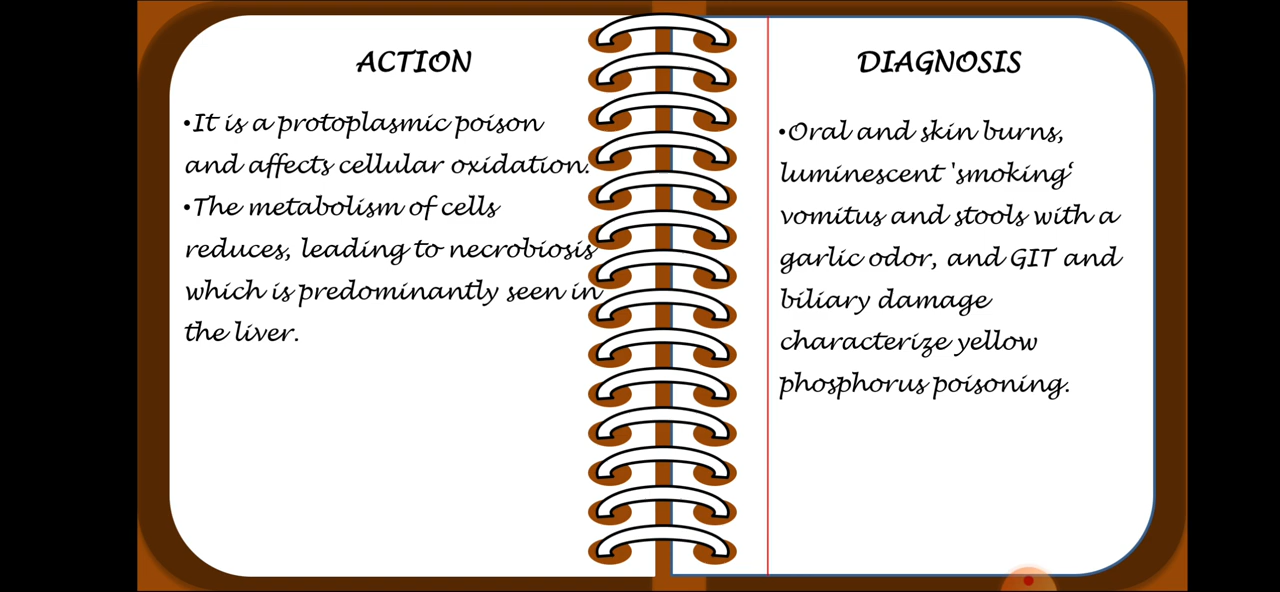 ACTION
•It is a protoplasmic poison
and affects cellular oxidation.
•The metabolism of cells
reduces, leading to necrobiosis
which is predominantly seen in
the liver.
DIAGNOSIS
•Oral and skin burns,
luminescent 'smoking‘
vomitus and stools with a
garlic odor, and GIT and
biliary damage
characterize yellow
phosphorus poisoning.